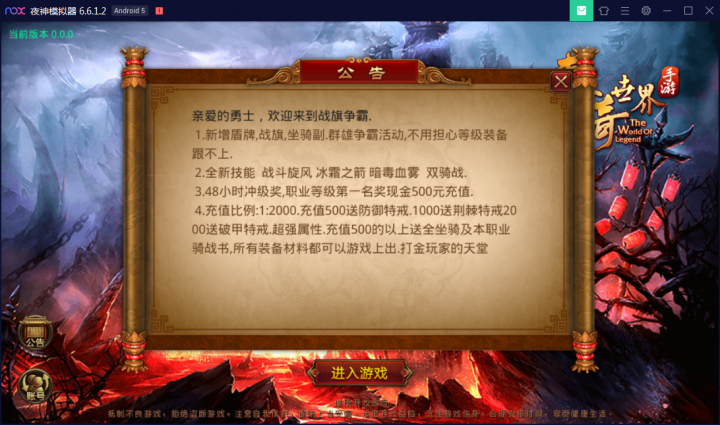 nox 夜神模拟器 6.6.1.2 Android 5
当前版本 0.0.0
公告
手游
世界
The
World Of
Legend
亲爱的勇士，欢迎来到战旗争霸.
1.新增盾牌,战旗,坐骑副.群雄争霸活动,不用担心等级装备
跟不上.
2.全新技能 战斗旋风 冰霜之箭 暗毒血雾 双骑战.
3.48小时冲级奖,职业等级第一名奖现金500元充值.
4.充值比例:1:2000.充值500送防御特戒.1000送荆棘特戒20
00送破甲特戒.超强属性.充值500的以上送全坐骑及本职业
骑战书,所有装备材料都可以游戏上出.打金玩家的天堂
公告
进入游戏
账号